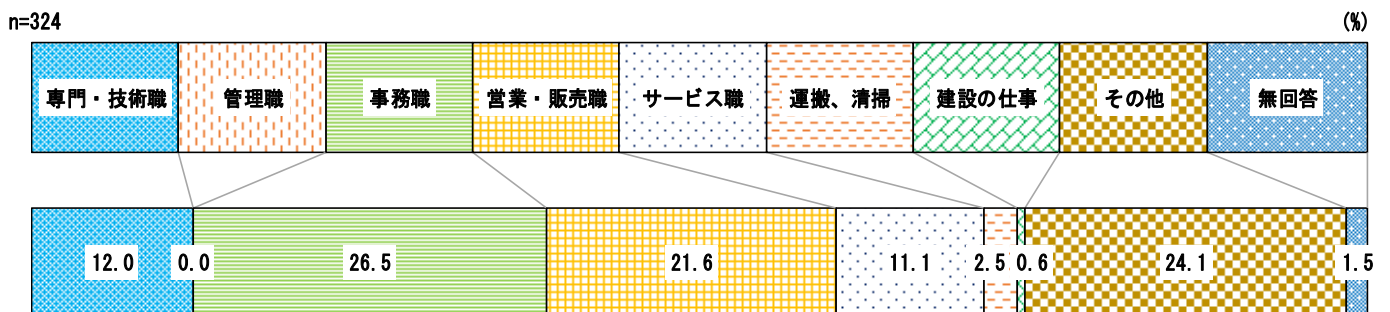 n=324 (%)
専門・技術職 管理職 事務職 営業・販売職 サービス職 運搬、清掃 建設の仕事 その他 無回答
12.0 0.0 26.5 21.6 11.1 2.5 0.6 24.1 1.5